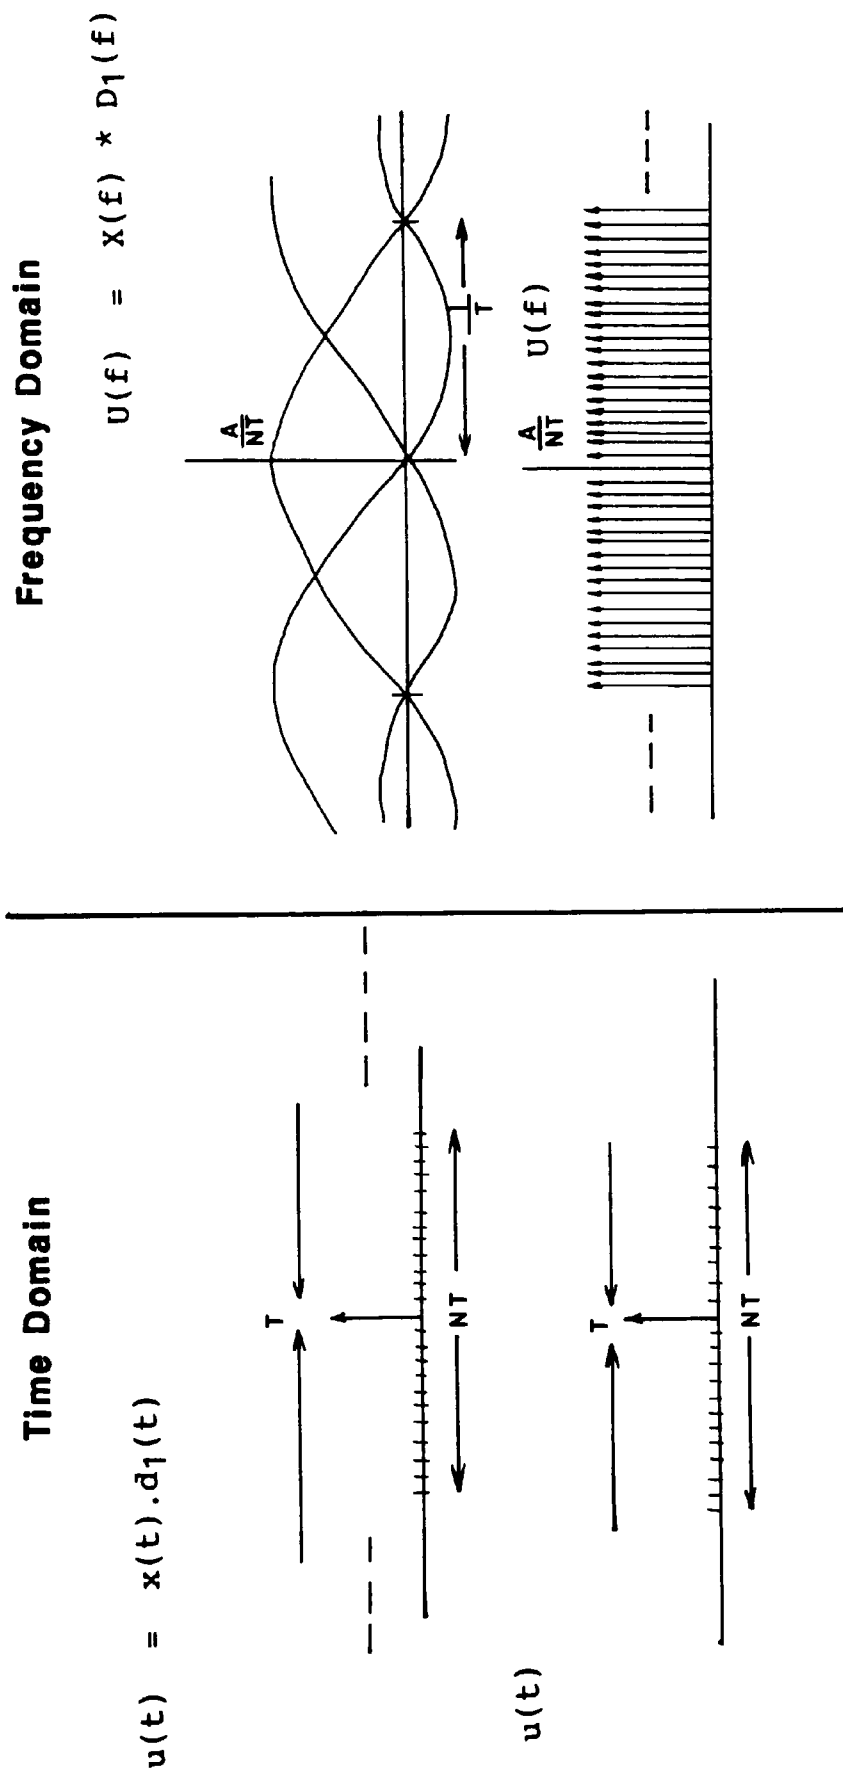 Time Domain
Frequency Domain
u(t) = x(t).d1(t)
U(f) = X(f) * D1(f)
T
NT
A
NT
1
T
u(t)
T
NT
A
NT
U(f)